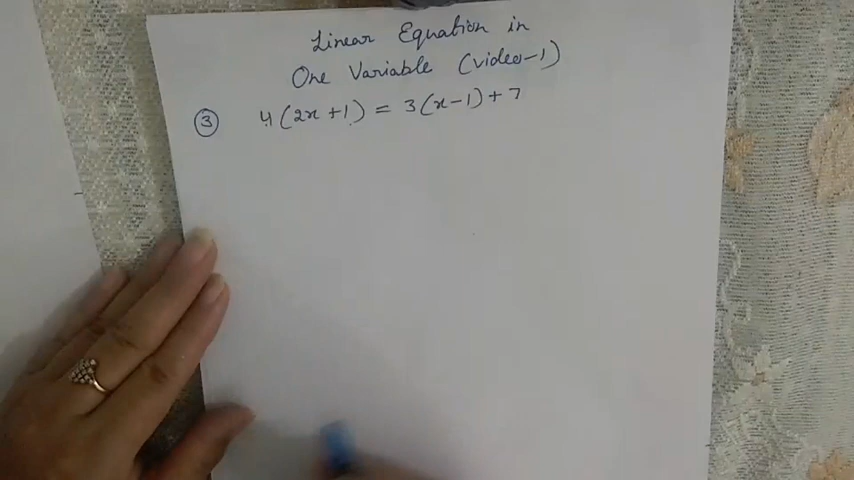 Linear Equation in
One Variable (video-1)
③ 4(2x+1) = 3(x-1)+7